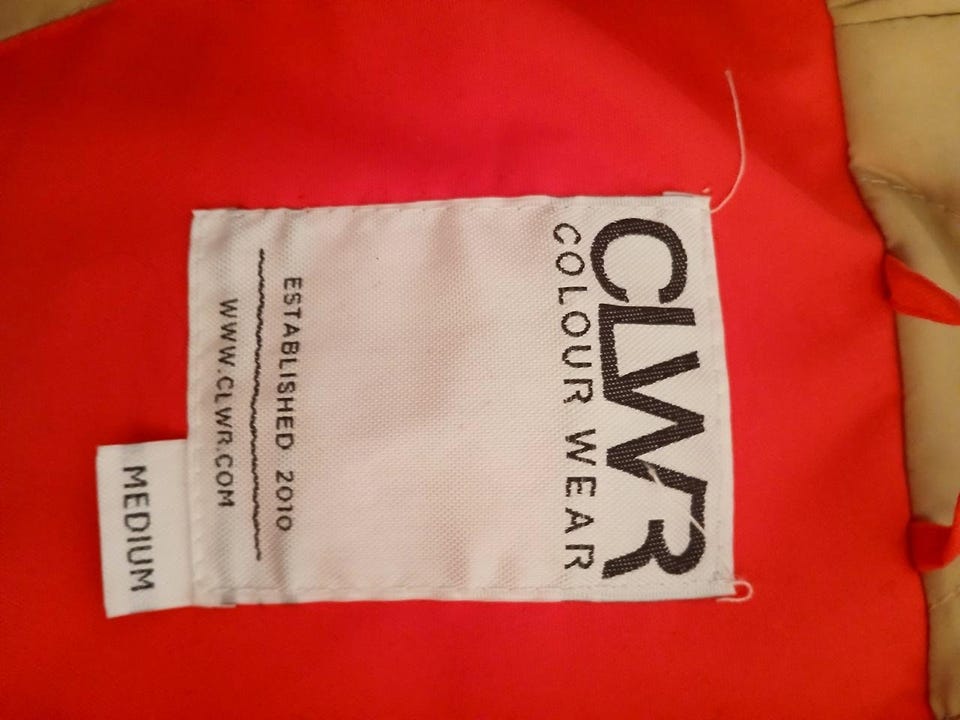 CLWR
COLOUR WEAR
ESTABLISHED 2010
WWW.CLWR.COM
MEDIUM